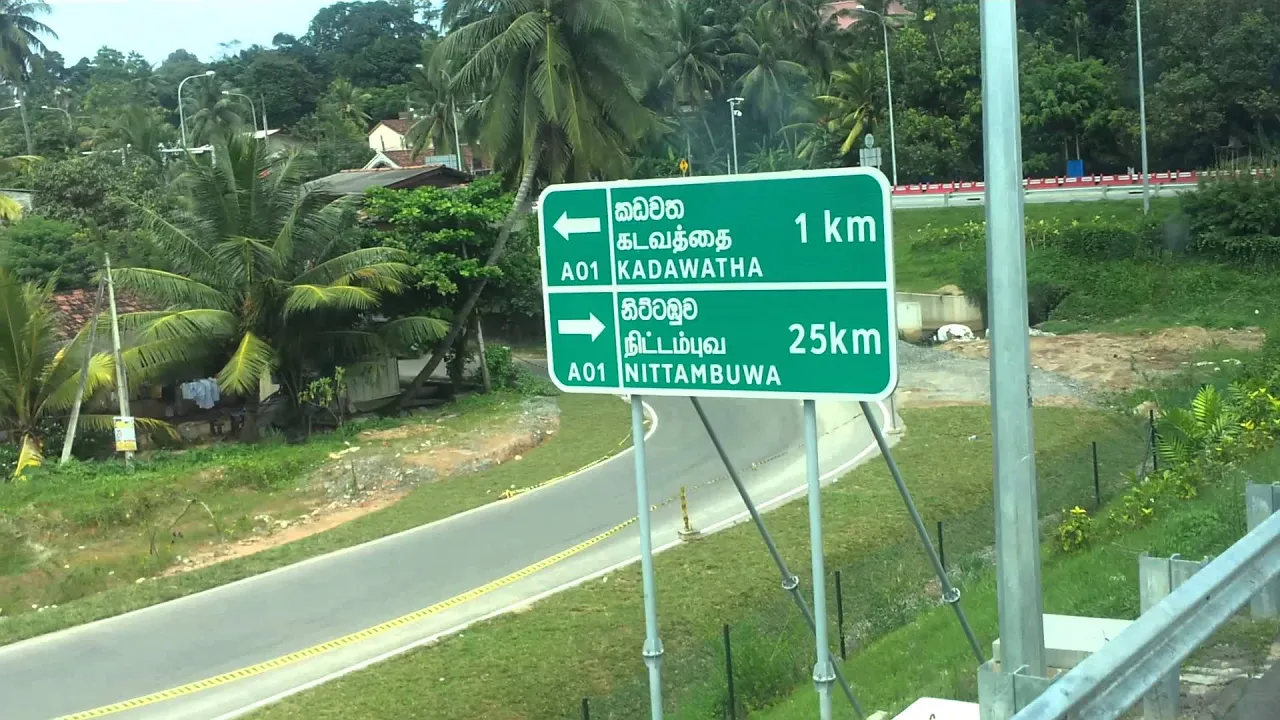 කඩවත
கடவத்தை
KADAWATHA
1 km
A01
නිට්ටඹුව
நிட்டம்புவ
NITTAMBUWA
25km
A01